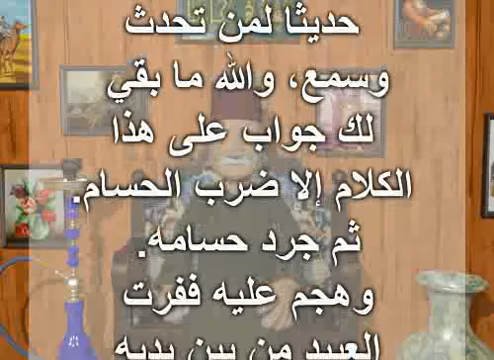 حديثا لمن تحدث
وسمع، والله ما بقي
لك جواب على هذا
الكلام إلا ضرب الحسام.
ثم جرد حسامه.
وهجم عليه ففرت
العبيد من بين يديه